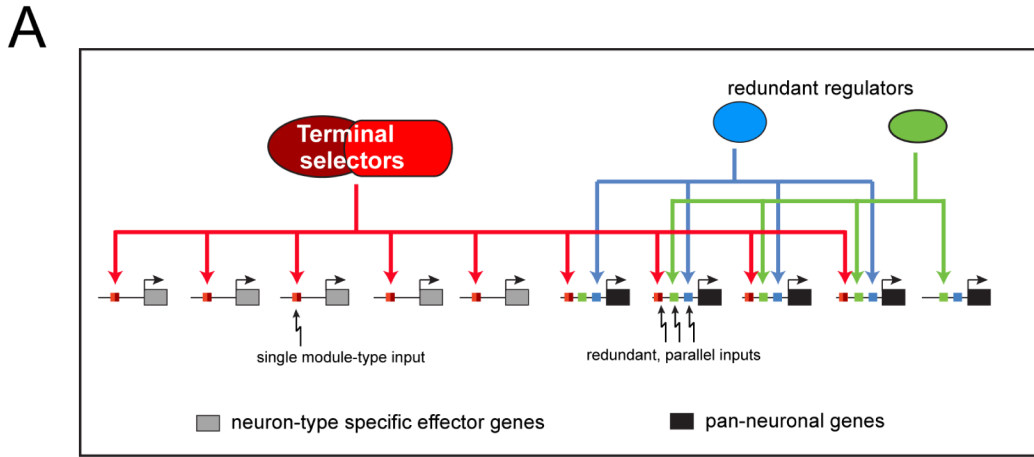 A
redundant regulators
Terminal
selectors
single module-type input
redundant, parallel inputs
neuron-type specific effector genes
pan-neuronal genes